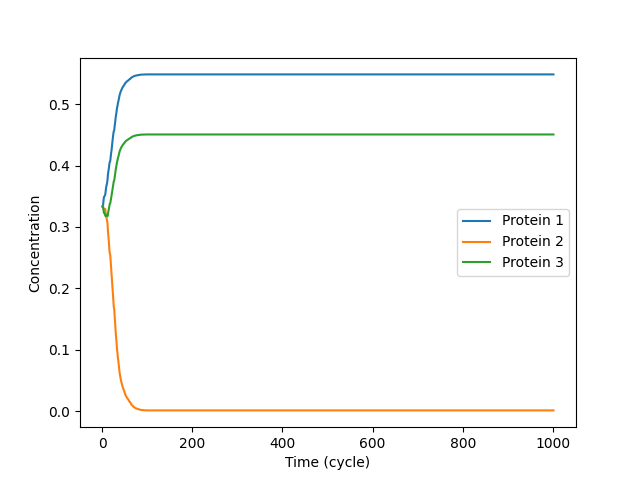 Concentration
0.5
0.4
0.3
0.2
0.1
0.0
Protein 1
Protein 2
Protein 3
0
200
400
600
800
1000
Time (cycle)